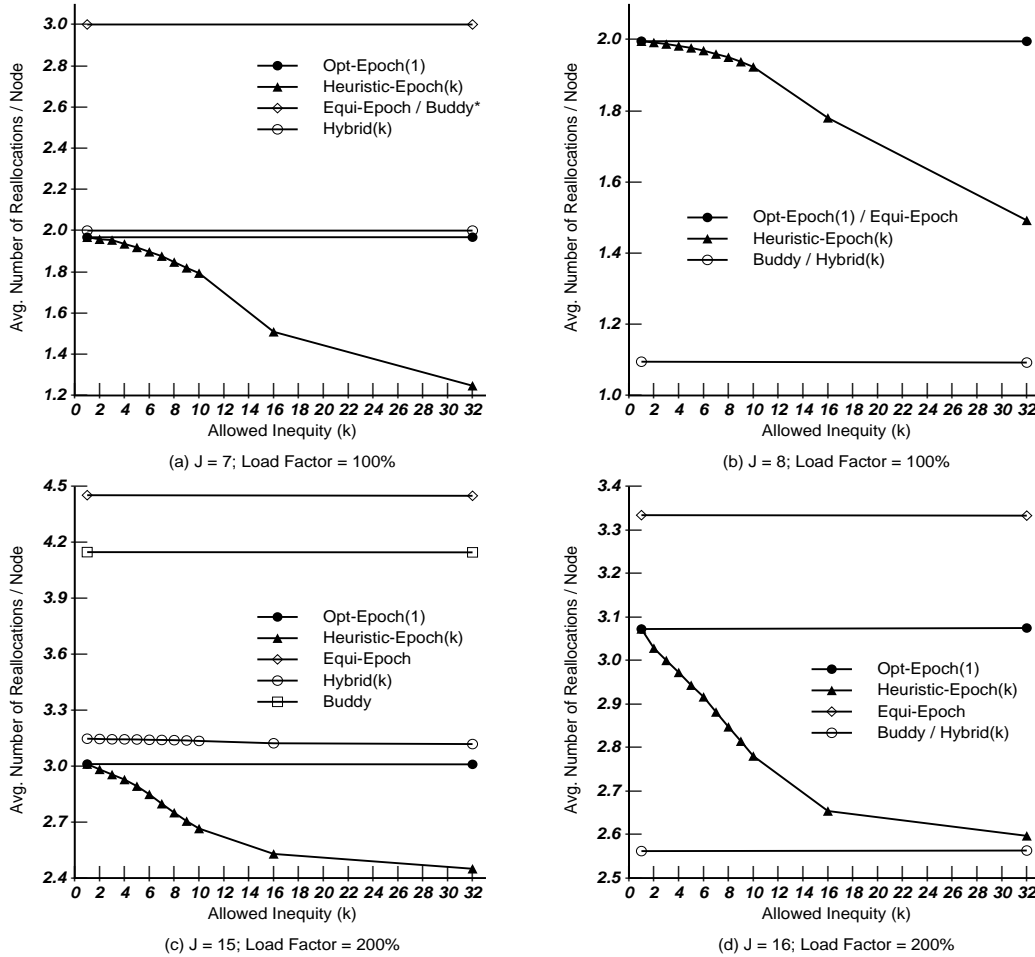 Avg. Number of Reallocations / Node
3.0
2.8
2.6
2.4
2.2
2.0
1.8
1.6
1.4
1.2
Opt-Epoch(1)
Heuristic-Epoch(k)
Equi-Epoch / Buddy*
Hybrid(k)
0 2 4 6 8 10 12 14 16 18 20 22 24 26 28 30 32
Allowed Inequity (k)
(a) J = 7; Load Factor = 100%
Avg. Number of Reallocations / Node
2.0
1.8
1.6
1.4
1.2
1.0
Opt-Epoch(1) / Equi-Epoch
Heuristic-Epoch(k)
Buddy / Hybrid(k)
0 2 4 6 8 10 12 14 16 18 20 22 24 26 28 30 32
Allowed Inequity (k)
(b) J = 8; Load Factor = 100%
Avg. Number of Reallocations / Node
4.5
4.2
3.9
3.6
3.3
3.0
2.7
2.4
Opt-Epoch(1)
Heuristic-Epoch(k)
Equi-Epoch
Hybrid(k)
Buddy
0 2 4 6 8 10 12 14 16 18 20 22 24 26 28 30 32
Allowed Inequity (k)
(c) J = 15; Load Factor = 200%
Avg. Number of Reallocations / Node
3.4
3.3
3.2
3.1
3.0
2.9
2.8
2.7
2.6
2.5
Opt-Epoch(1)
Heuristic-Epoch(k)
Equi-Epoch
Buddy / Hybrid(k)
0 2 4 6 8 10 12 14 16 18 20 22 24 26 28 30 32
Allowed Inequity (k)
(d) J = 16; Load Factor = 200%